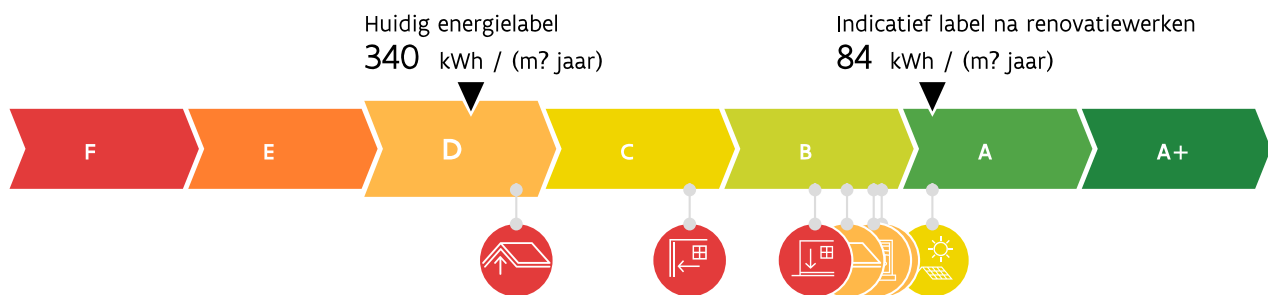 Huidig energielabel
340 kWh / (m? jaar)
Indicatief label na renovatiewerken
84 kWh / (m? jaar)
F E D C B A A+